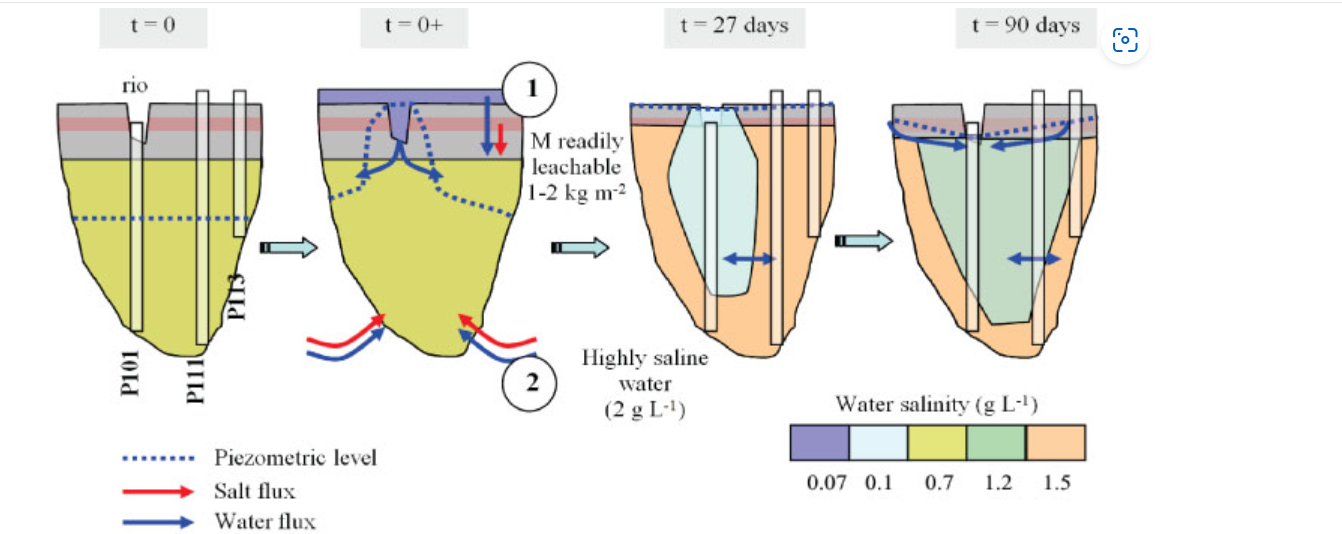 t = 0
t = 0+
t = 27 days
t = 90 days
rio
1
M readily
leachable
1-2 kg m-2
P113
P101
P111
2
Highly saline
water
(2 g L-1)
Water salinity (g L-1)
0.07 0.1 0.7 1.2 1.5
Piezometric level
Salt flux
Water flux